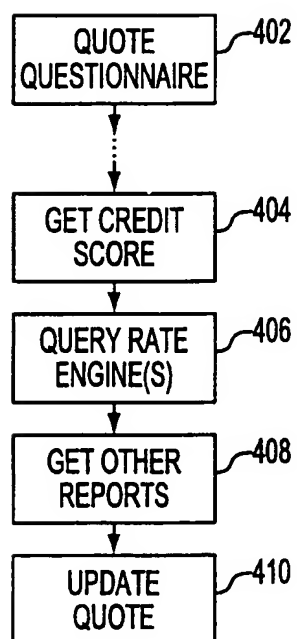 QUOTE
QUESTIONNAIRE
402
GET CREDIT
SCORE
404
QUERY RATE
ENGINE(S)
406
GET OTHER
REPORTS
408
UPDATE
QUOTE
410